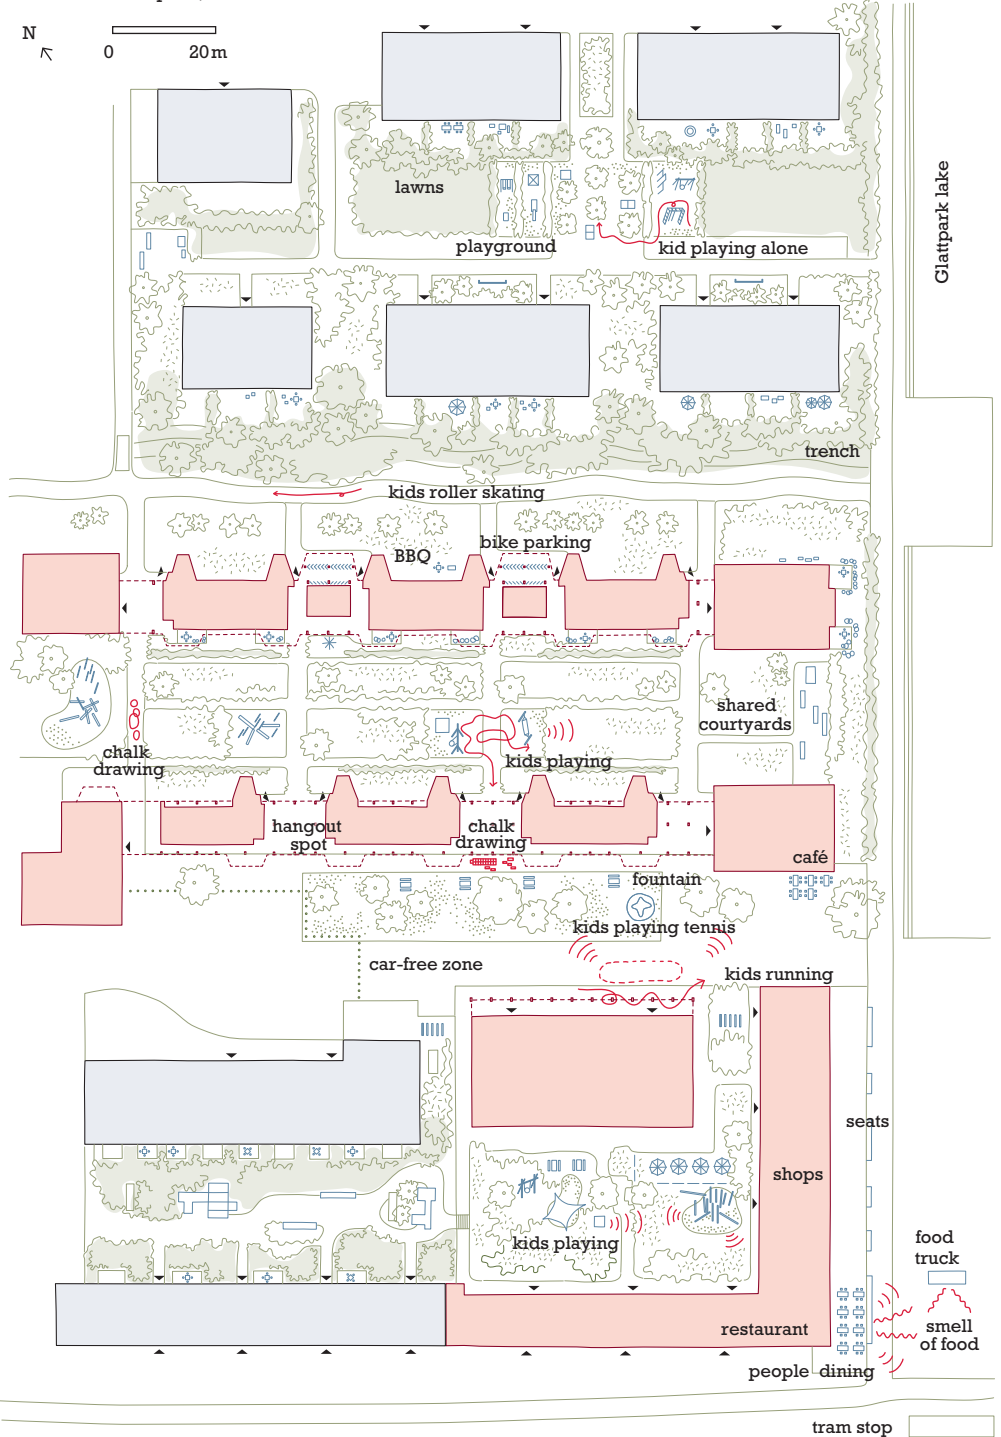 N
0 20m
Glattpark lake
lawns
playground
kid playing alone
trench
kids roller skating
bike parking
BBQ
shared
courtyards
chalk
drawing
kids playing
hangout
spot
chalk
drawing
café
fountain
kids playing tennis
car-free zone
kids running
seats
shops
kids playing
food
truck
smell
of food
restaurant
people dining
tram stop